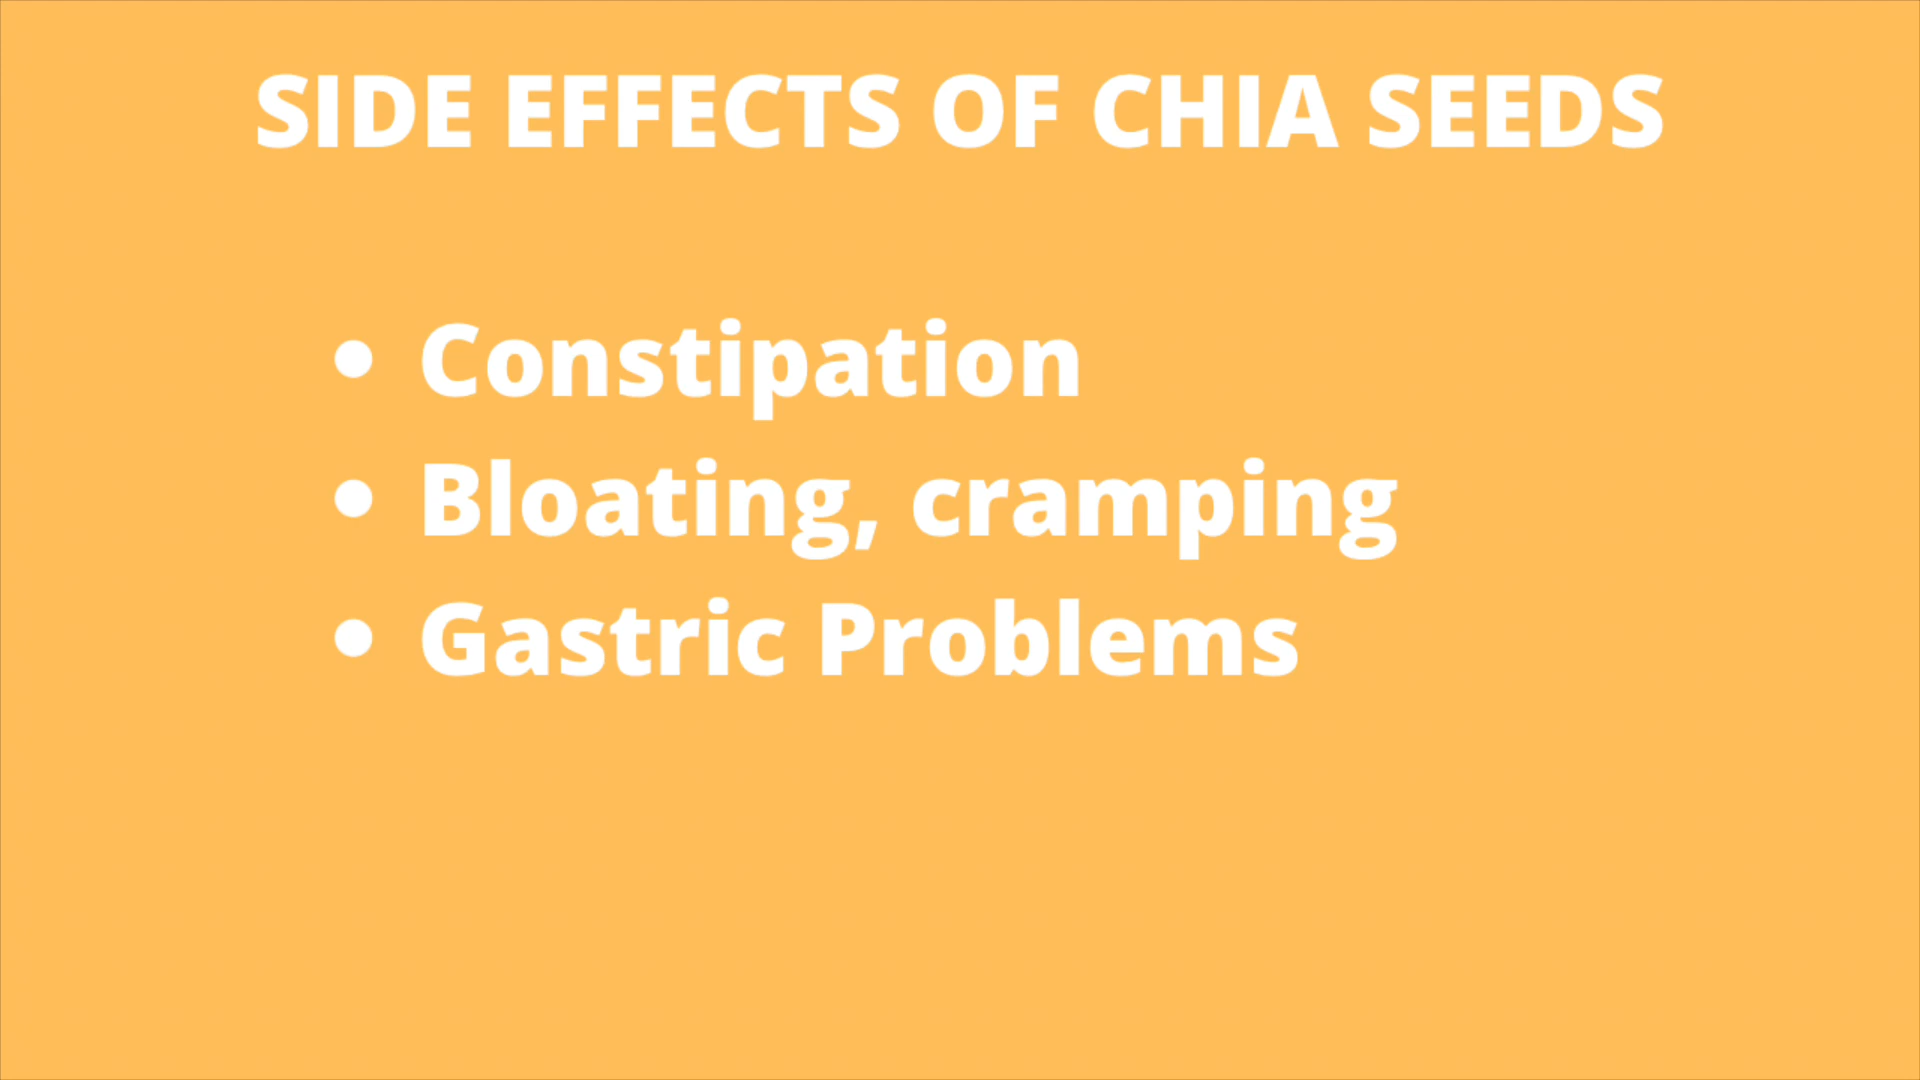 SIDE EFFECTS OF CHIA SEEDS
• Constipation
• Bloating, cramping
• Gastric Problems